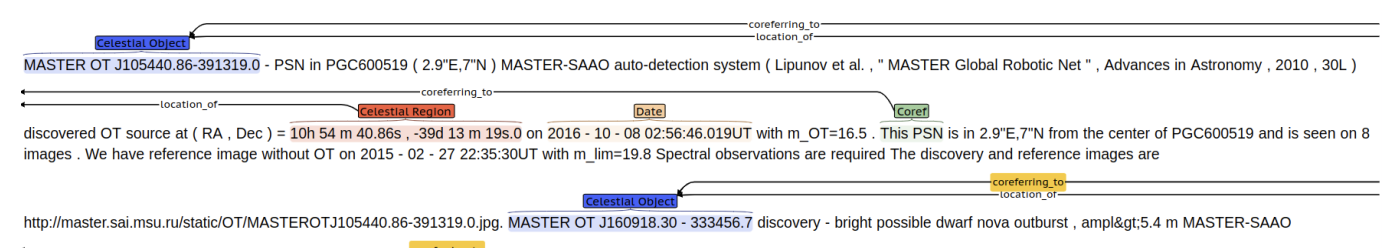 coreferring_to
location_of
Celestial Object
MASTER OT J105440.86-391319.0 - PSN in PGC600519 ( 2.9"E,7"N ) MASTER-SAAO auto-detection system ( Lipunov et al. , " MASTER Global Robotic Net " , Advances in Astronomy , 2010 , 30L )
coreferring_to
location_of Celestial Region Date Coref
discovered OT source at ( RA , Dec ) = 10h 54 m 40.86s , -39d 13 m 19s.0 on 2016 - 10 - 08 02:56:46.019UT with m_OT=16.5 . This PSN is in 2.9"E,7"N from the center of PGC600519 and is seen on 8
images . We have reference image without OT on 2015 - 02 - 27 22:35:30UT with m_lim=19.8 Spectral observations are required The discovery and reference images are
coreferring_to
location_of
Celestial Object
http://master.sai.msu.ru/static/OT/MASTEROTJ105440.86-391319.0.jpg. MASTER OT J160918.30 - 333456.7 discovery - bright possible dwarf nova outburst , ampl&gt;5.4 m MASTER-SAAO